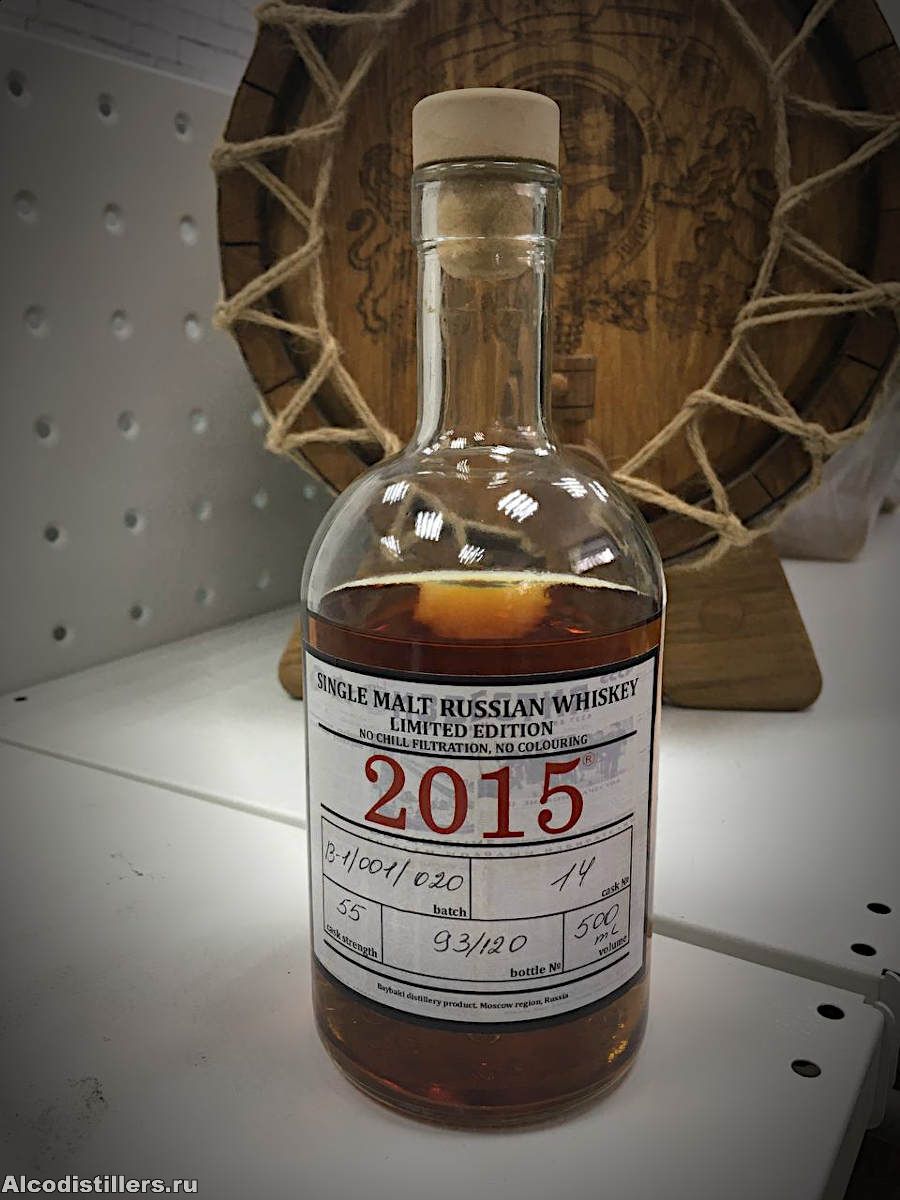 SINGLE MALT RUSSIAN WHISKEY
LIMITED EDITION
NO CHILL FILTRATION, NO COLOURING
2015®
B-1/001/020
batch
14
cask №
55
cask strength
93/120
bottle №
500
mL
volume
Baybaki distillery product. Moscow region, Russia
Alcodistillers.ru